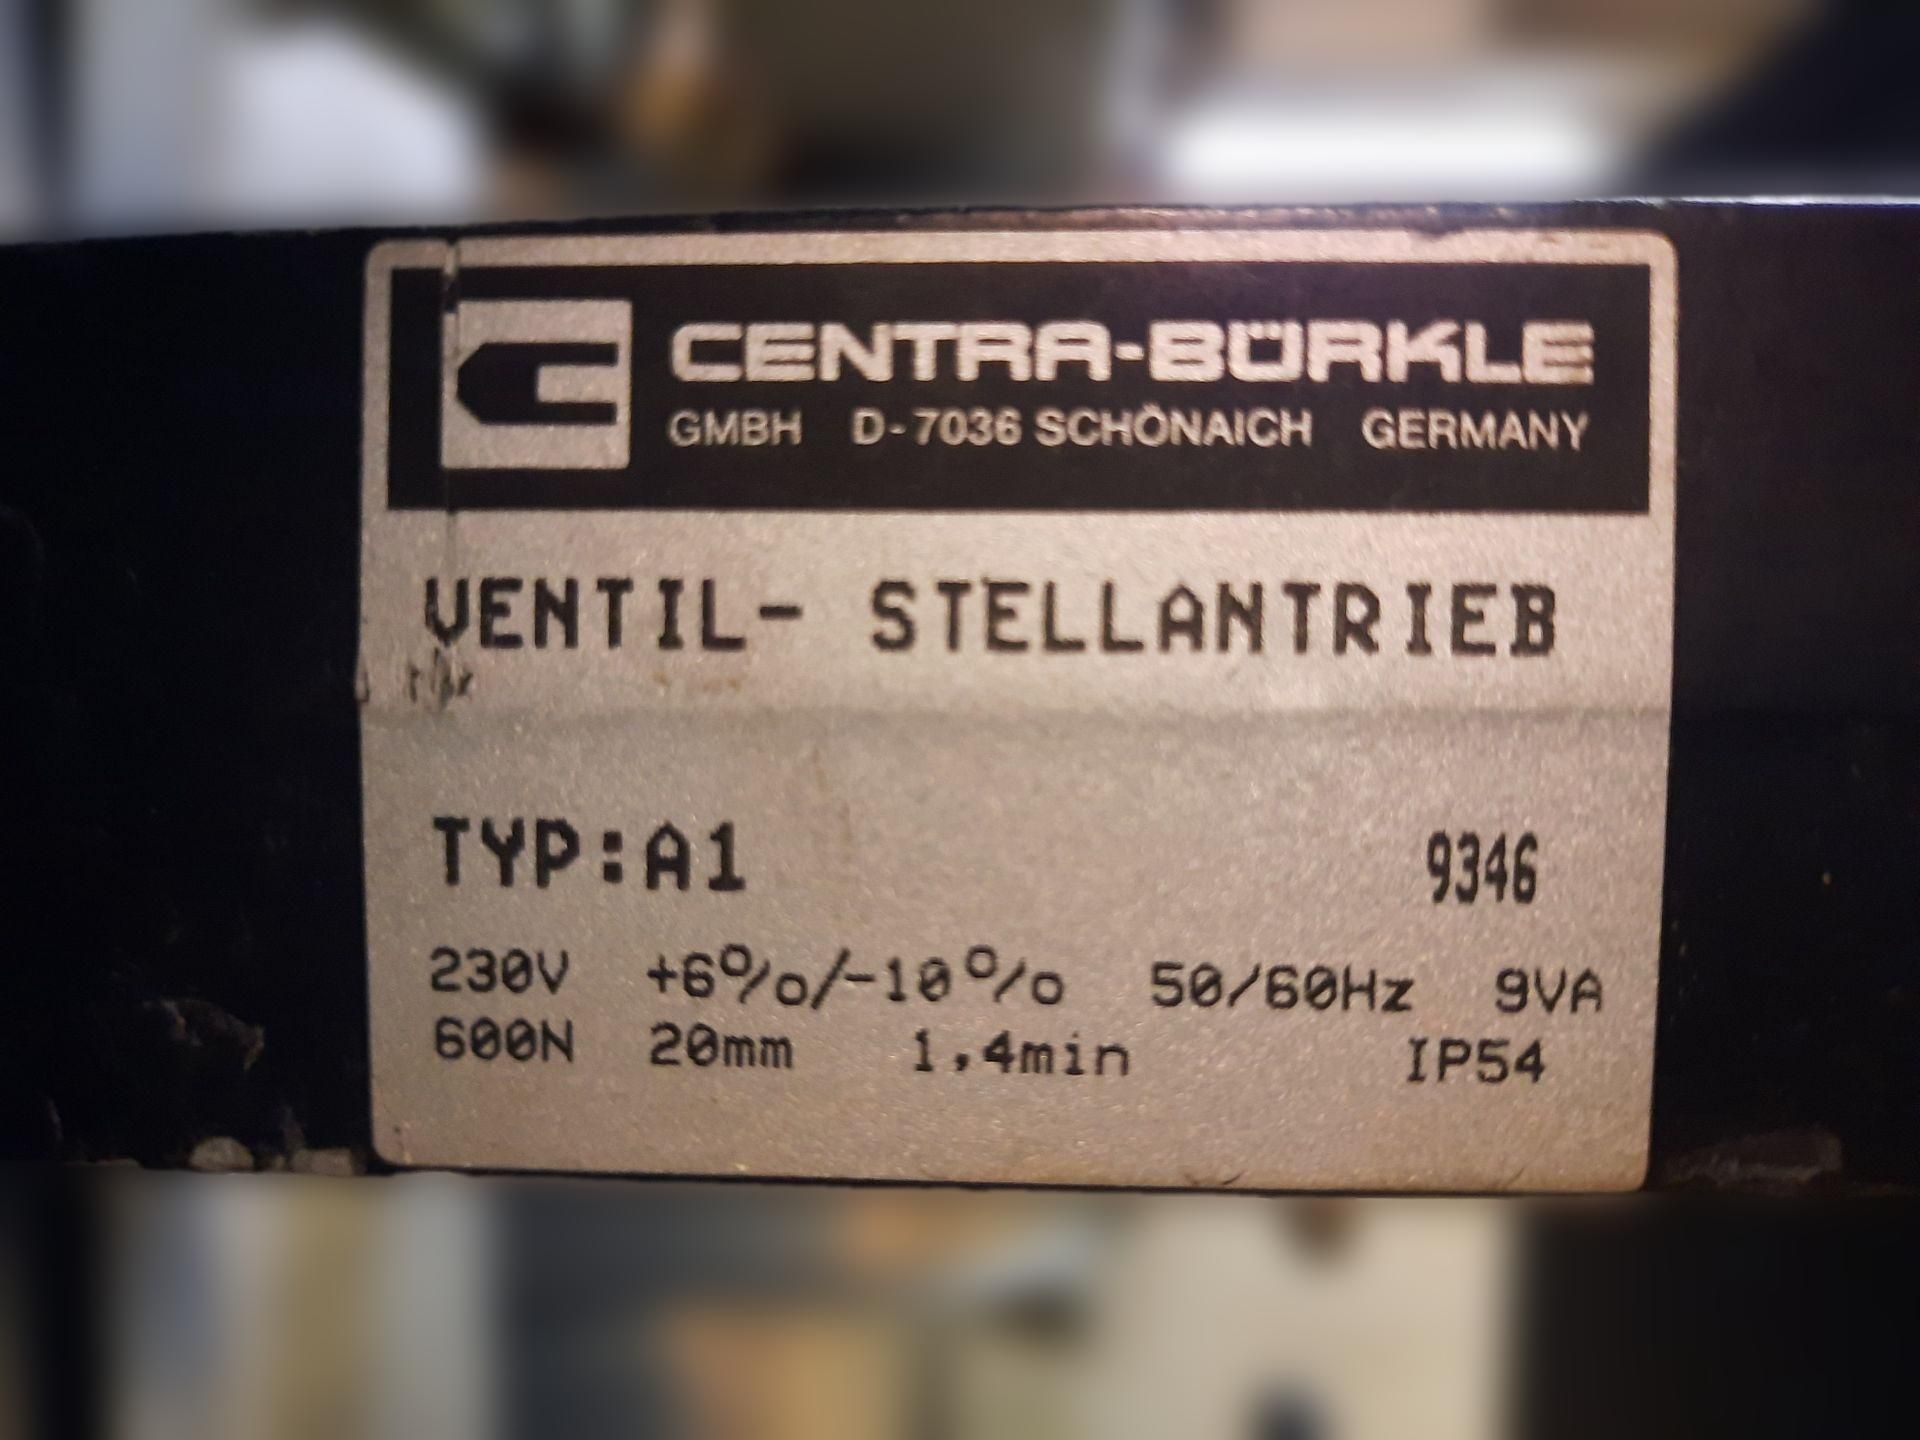 CENTRA-BÜRKLE
GMBH D-7036 SCHÖNAICH GERMANY
VENTIL- STELLANTRIEB
TYP:A1 9346
230V +6%/-10% 50/60Hz 9VA
600N 20mm 1,4min IP54